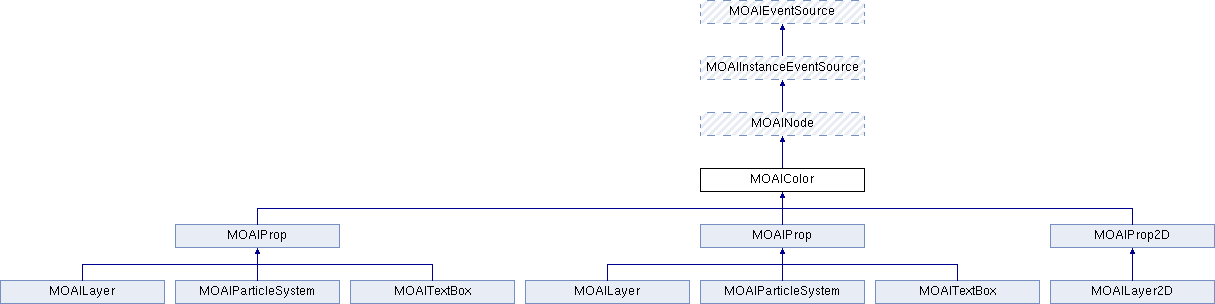 MOAIEventSource
MOAIInstanceEventSource
MOAINode
MOAIColor
MOAIProp MOAIProp MOAIProp2D
MOAILayer MOAIParticleSystem MOAITextBox MOAILayer MOAIParticleSystem MOAITextBox MOAILayer2D